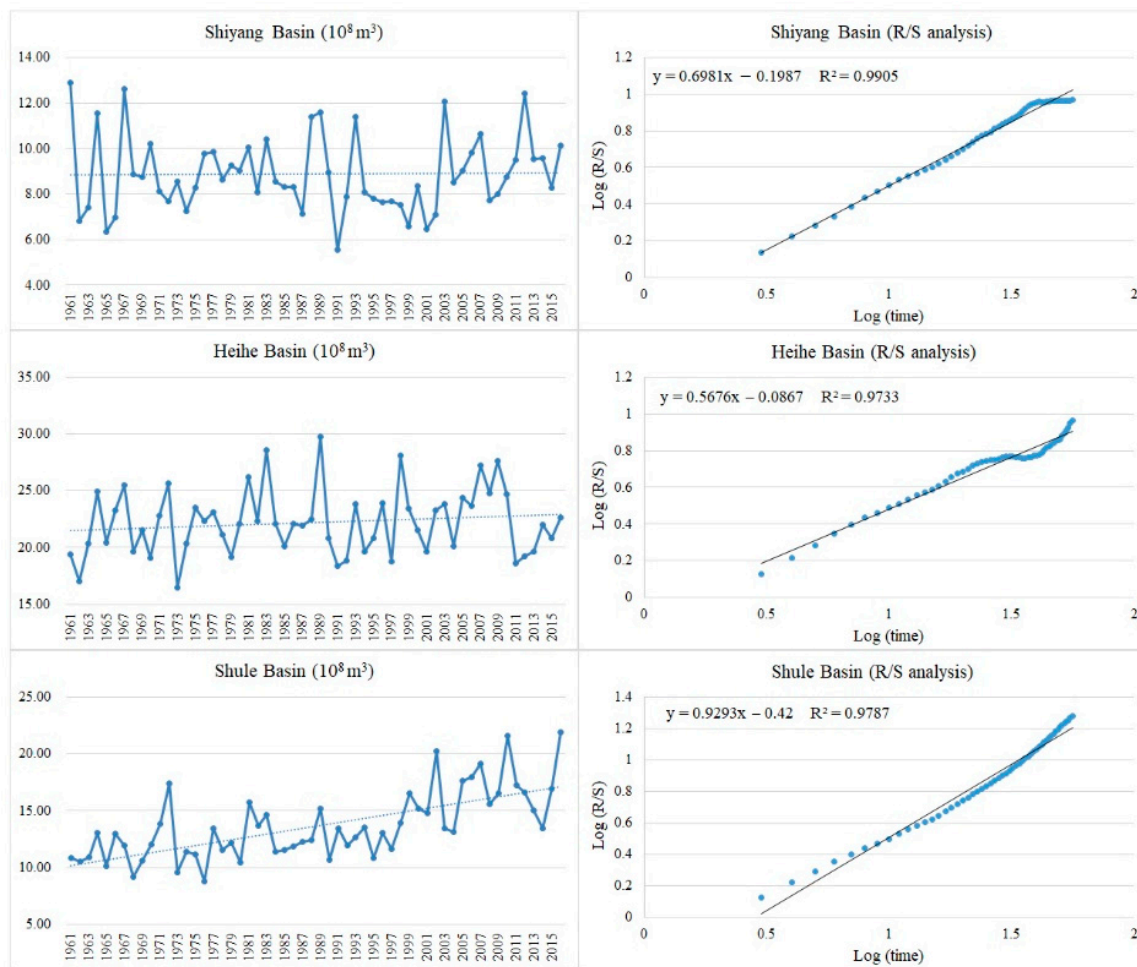 Shiyang Basin (10⁸ m³)
14.00
12.00
10.00
8.00
6.00
4.00
1961 1963 1965 1967 1969 1971 1973 1975 1977 1979 1981 1983 1985 1987 1989 1991 1993 1995 1997 1999 2001 2003 2005 2007 2009 2011 2013 2015
Shiyang Basin (R/S analysis)
y = 0.6981x − 0.1987 R² = 0.9905
Log (R/S)
1.2
1
0.8
0.6
0.4
0.2
0
0 0.5 1 1.5 2
Log (time)
Heihe Basin (10⁸ m³)
35.00
30.00
25.00
20.00
15.00
1961 1963 1965 1967 1969 1971 1973 1975 1977 1979 1981 1983 1985 1987 1989 1991 1993 1995 1997 1999 2001 2003 2005 2007 2009 2011 2013 2015
Heihe Basin (R/S analysis)
y = 0.5676x − 0.0867 R² = 0.9733
Log (R/S)
1.2
1
0.8
0.6
0.4
0.2
0
0 0.5 1 1.5 2
Log (time)
Shule Basin (10⁸ m³)
25.00
20.00
15.00
10.00
5.00
1961 1963 1965 1967 1969 1971 1973 1975 1977 1979 1981 1983 1985 1987 1989 1991 1993 1995 1997 1999 2001 2003 2005 2007 2009 2011 2013 2015
Shule Basin (R/S analysis)
y = 0.9293x − 0.42 R² = 0.9787
Log (R/S)
1.4
1.2
1
0.8
0.6
0.4
0.2
0
0 0.5 1 1.5 2
Log (time)